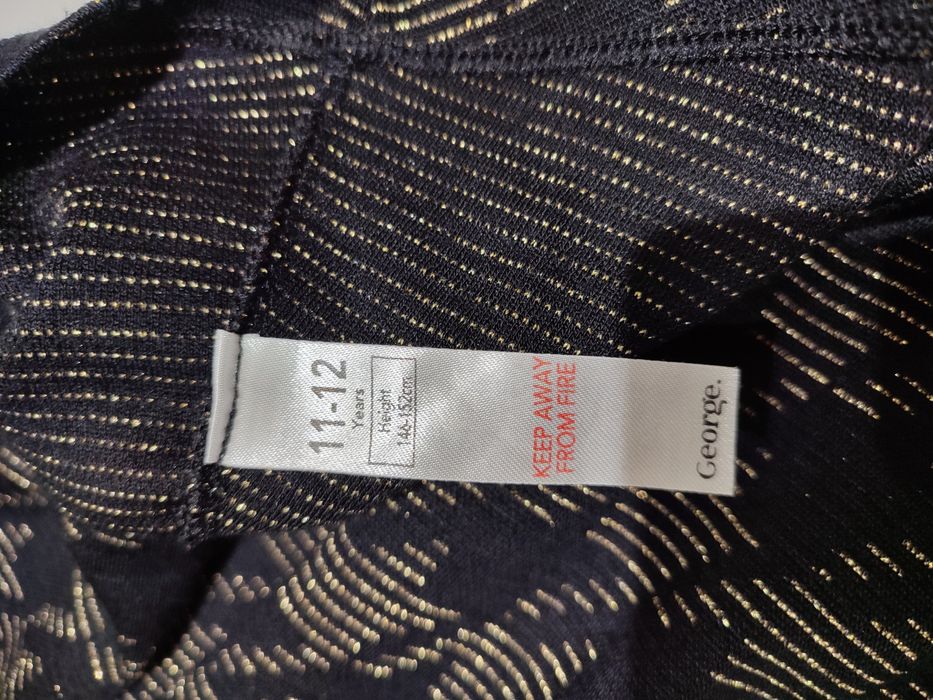 11-12
Years
Height
146-152cm
KEEP AWAY
FROM FIRE
George.